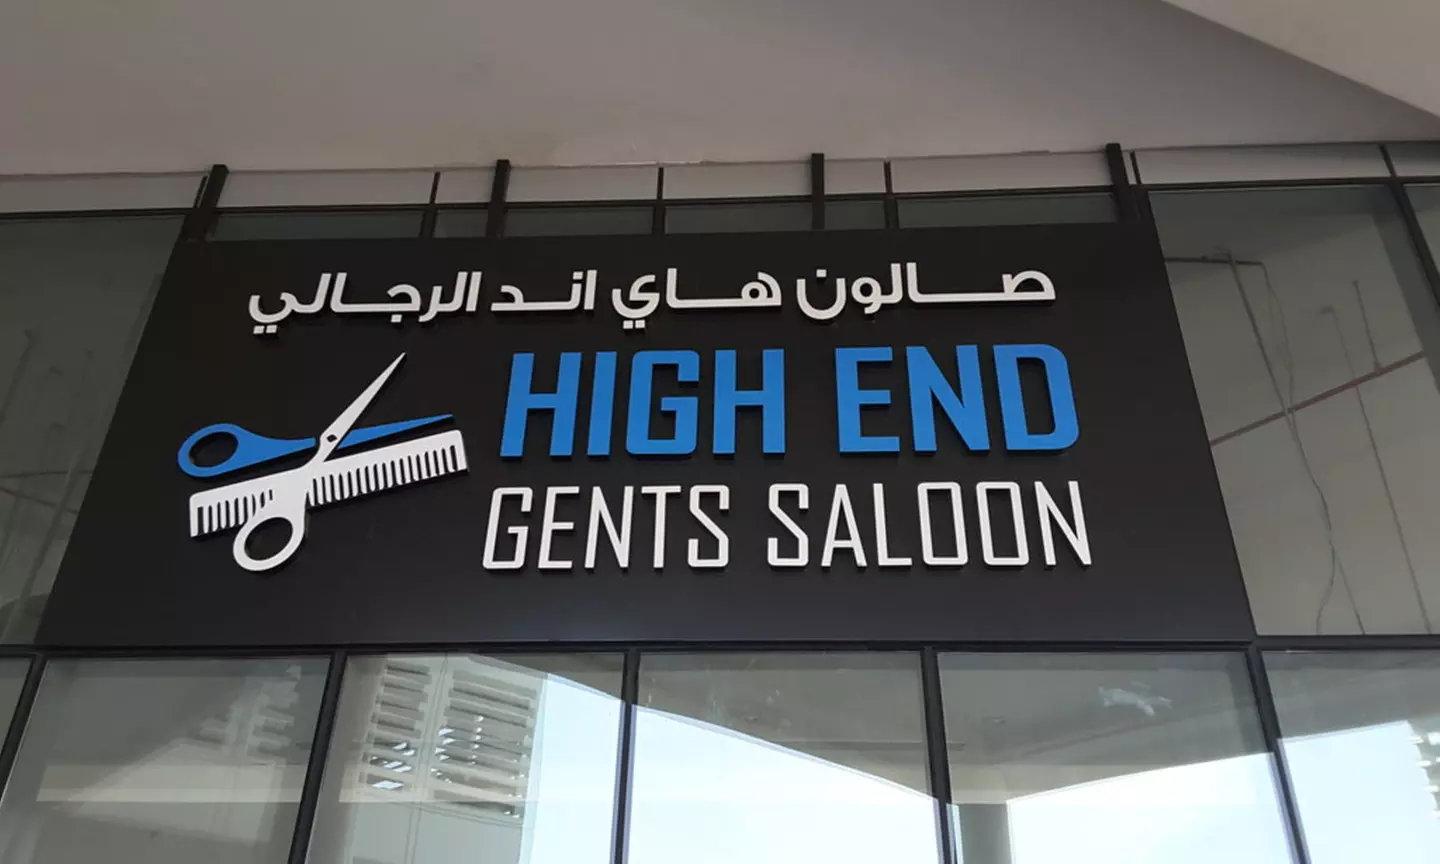 صالون هاي اند الرجالي
HIGH END
GENTS SALOON